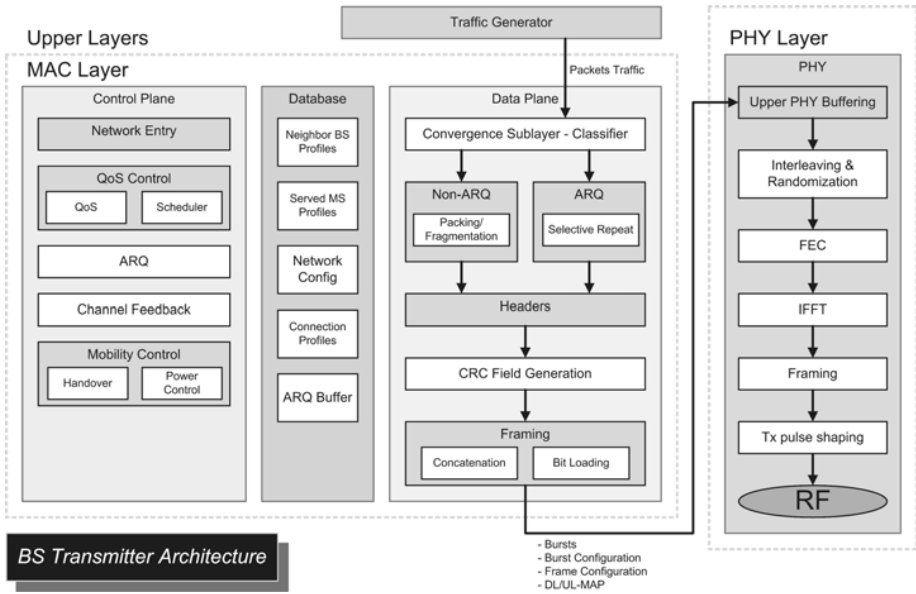 Traffic Generator
Upper Layers
Packets Traffic
MAC Layer
Control Plane
Network Entry
QoS Control
QoS
Scheduler
ARQ
Channel Feedback
Mobility Control
Handover
Power
Control
Database
Neighbor BS
Profiles
Served MS
Profiles
Network
Config
Connection
Profiles
ARQ Buffer
Data Plane
Convergence Sublayer - Classifier
Non-ARQ
Packing/
Fragmentation
ARQ
Selective Repeat
Headers
CRC Field Generation
Framing
Concatenation
Bit Loading
- Bursts
- Burst Configuration
- Frame Configuration
- DL/UL-MAP
PHY Layer
PHY
Upper PHY Buffering
Interleaving &
Randomization
FEC
IFFT
Framing
Tx pulse shaping
RF
BS Transmitter Architecture